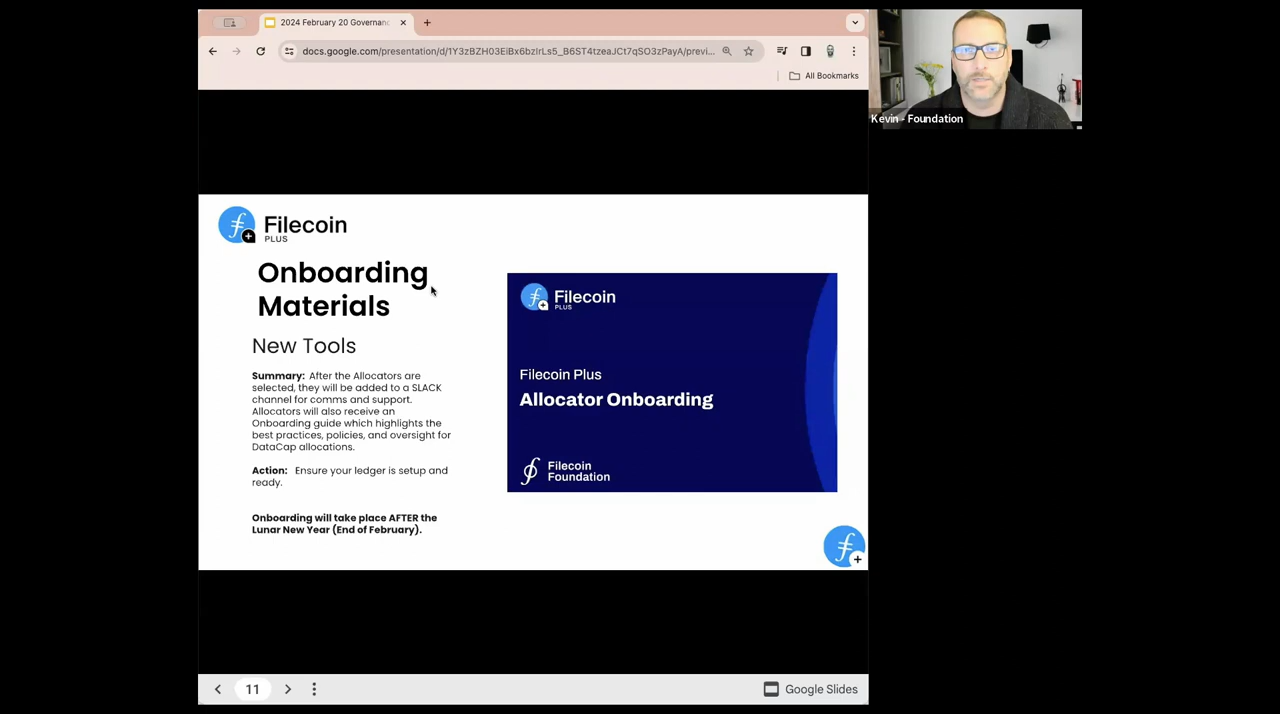 2024 February 20 Governanc
docs.google.com/presentation/d/1Y3zBZH03EiBx6bzIrLs5_B6ST4tzeaJCt7qSO3zPayA/previ...
All Bookmarks
Kevin - Foundation
Filecoin
PLUS
Onboarding
Materials
New Tools
Summary: After the Allocators are
selected, they will be added to a SLACK
channel for comms and support.
Allocators will also receive an
Onboarding guide which highlights the
best practices, policies, and oversight for
DataCap allocations.
Action: Ensure your ledger is setup and
ready.
Onboarding will take place AFTER the
Lunar New Year (End of February).
Filecoin
PLUS
Filecoin Plus
Allocator Onboarding
Filecoin
Foundation
11
Google Slides